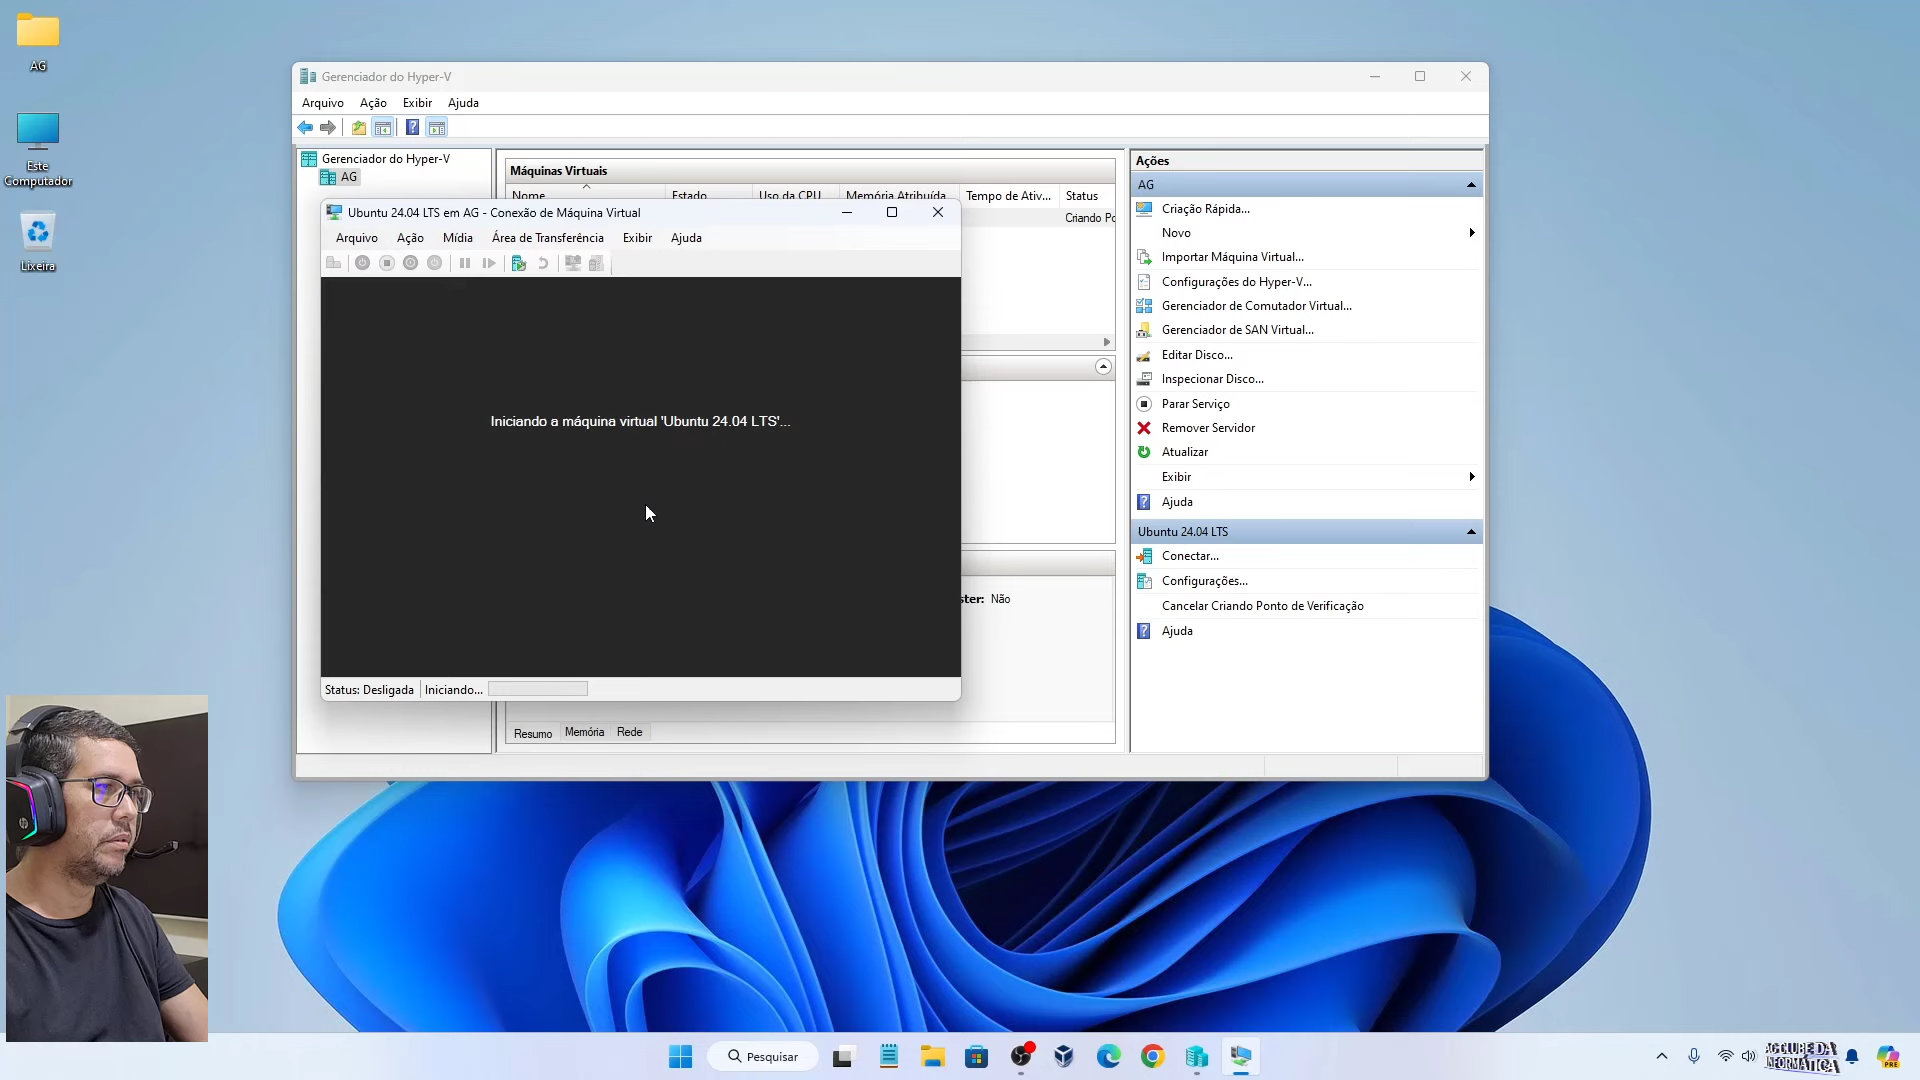 AG
Este
Computador
Lixeira
Gerenciador do Hyper-V
Arquivo Ação Exibir Ajuda
Gerenciador do Hyper-V
AG
Máquinas Virtuais
Nome Estado Uso da CPU Memória Atribuída Tempo de Ativ... Status
Criando Po
Ubuntu 24.04 LTS em AG - Conexão de Máquina Virtual
Arquivo Ação Mídia Área de Transferência Exibir Ajuda
Iniciando a máquina virtual 'Ubuntu 24.04 LTS'...
Status: Desligada Iniciando...
ster: Não
Resumo Memória Rede
Ações
AG
Criação Rápida...
Novo
Importar Máquina Virtual...
Configurações do Hyper-V...
Gerenciador de Comutador Virtual...
Gerenciador de SAN Virtual...
Editar Disco...
Inspecionar Disco...
Parar Serviço
Remover Servidor
Atualizar
Exibir
Ajuda
Ubuntu 24.04 LTS
Conectar...
Configurações...
Cancelar Criando Ponto de Verificação
Ajuda
Pesquisar
AG CLUBE DA
INFORMÁTICA
PRE